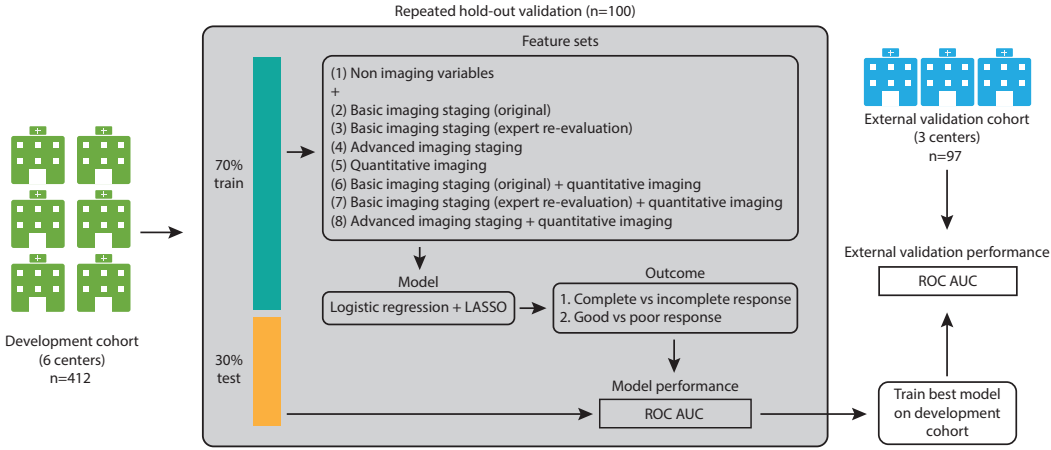 Repeated hold-out validation (n=100)
Development cohort
(6 centers)
n=412
70%
train
30%
test
Feature sets
(1) Non imaging variables
+
(2) Basic imaging staging (original)
(3) Basic imaging staging (expert re-evaluation)
(4) Advanced imaging staging
(5) Quantitative imaging
(6) Basic imaging staging (original) + quantitative imaging
(7) Basic imaging staging (expert re-evaluation) + quantitative imaging
(8) Advanced imaging staging + quantitative imaging
Model
Logistic regression + LASSO
Outcome
1. Complete vs incomplete response
2. Good vs poor response
Model performance
ROC AUC
External validation cohort
(3 centers)
n=97
External validation performance
ROC AUC
Train best model
on development
cohort